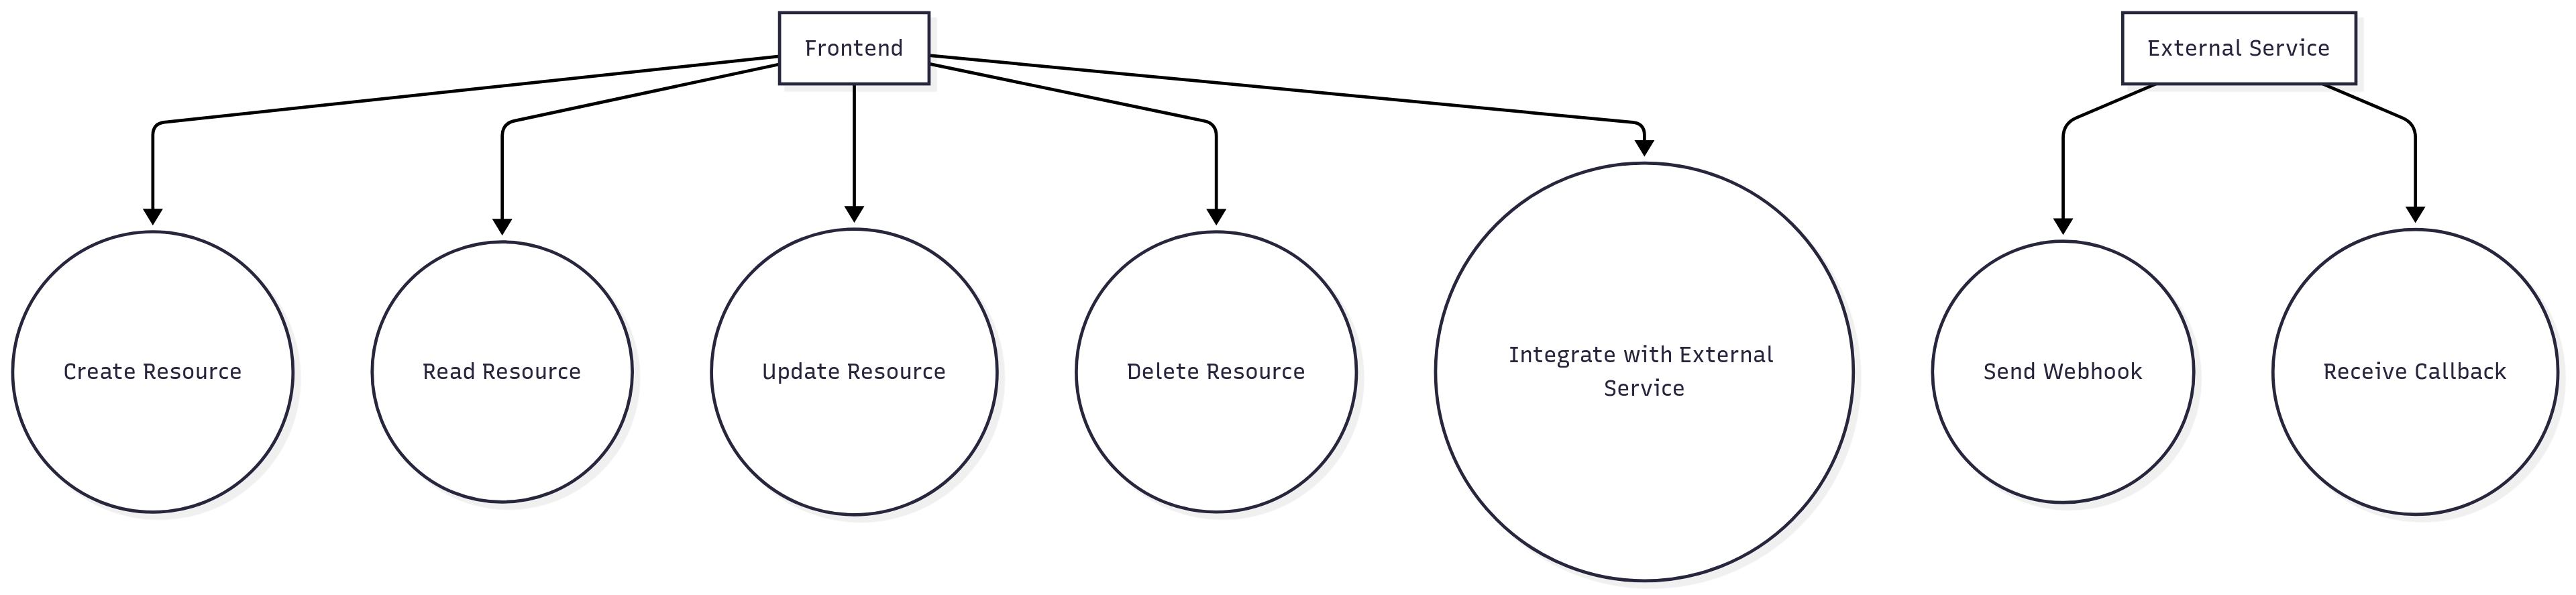 Frontend
External Service
Create Resource
Read Resource
Update Resource
Delete Resource
Integrate with External
Service
Send Webhook
Receive Callback